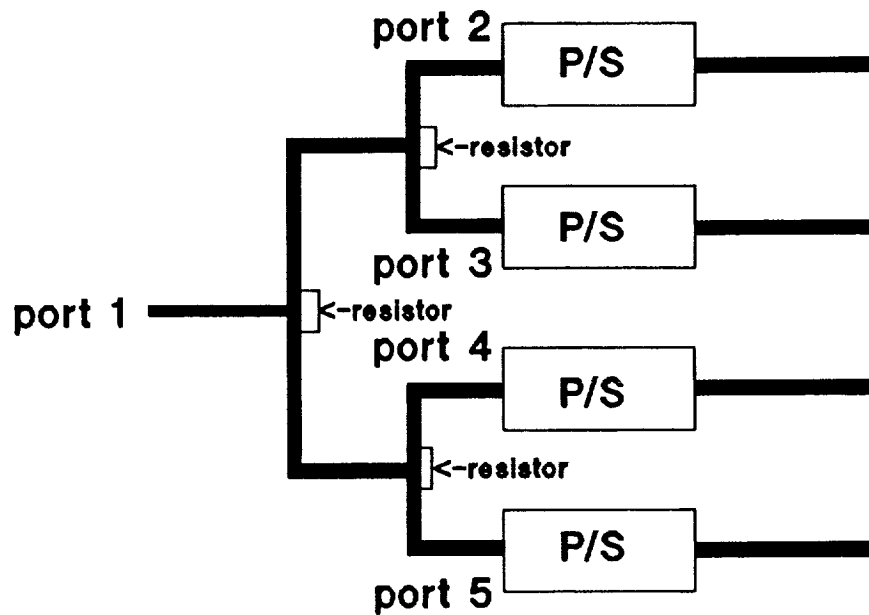 port 2
P/S
<-resistor
P/S
port 3
port 1
<-resistor
port 4
P/S
<-resistor
P/S
port 5